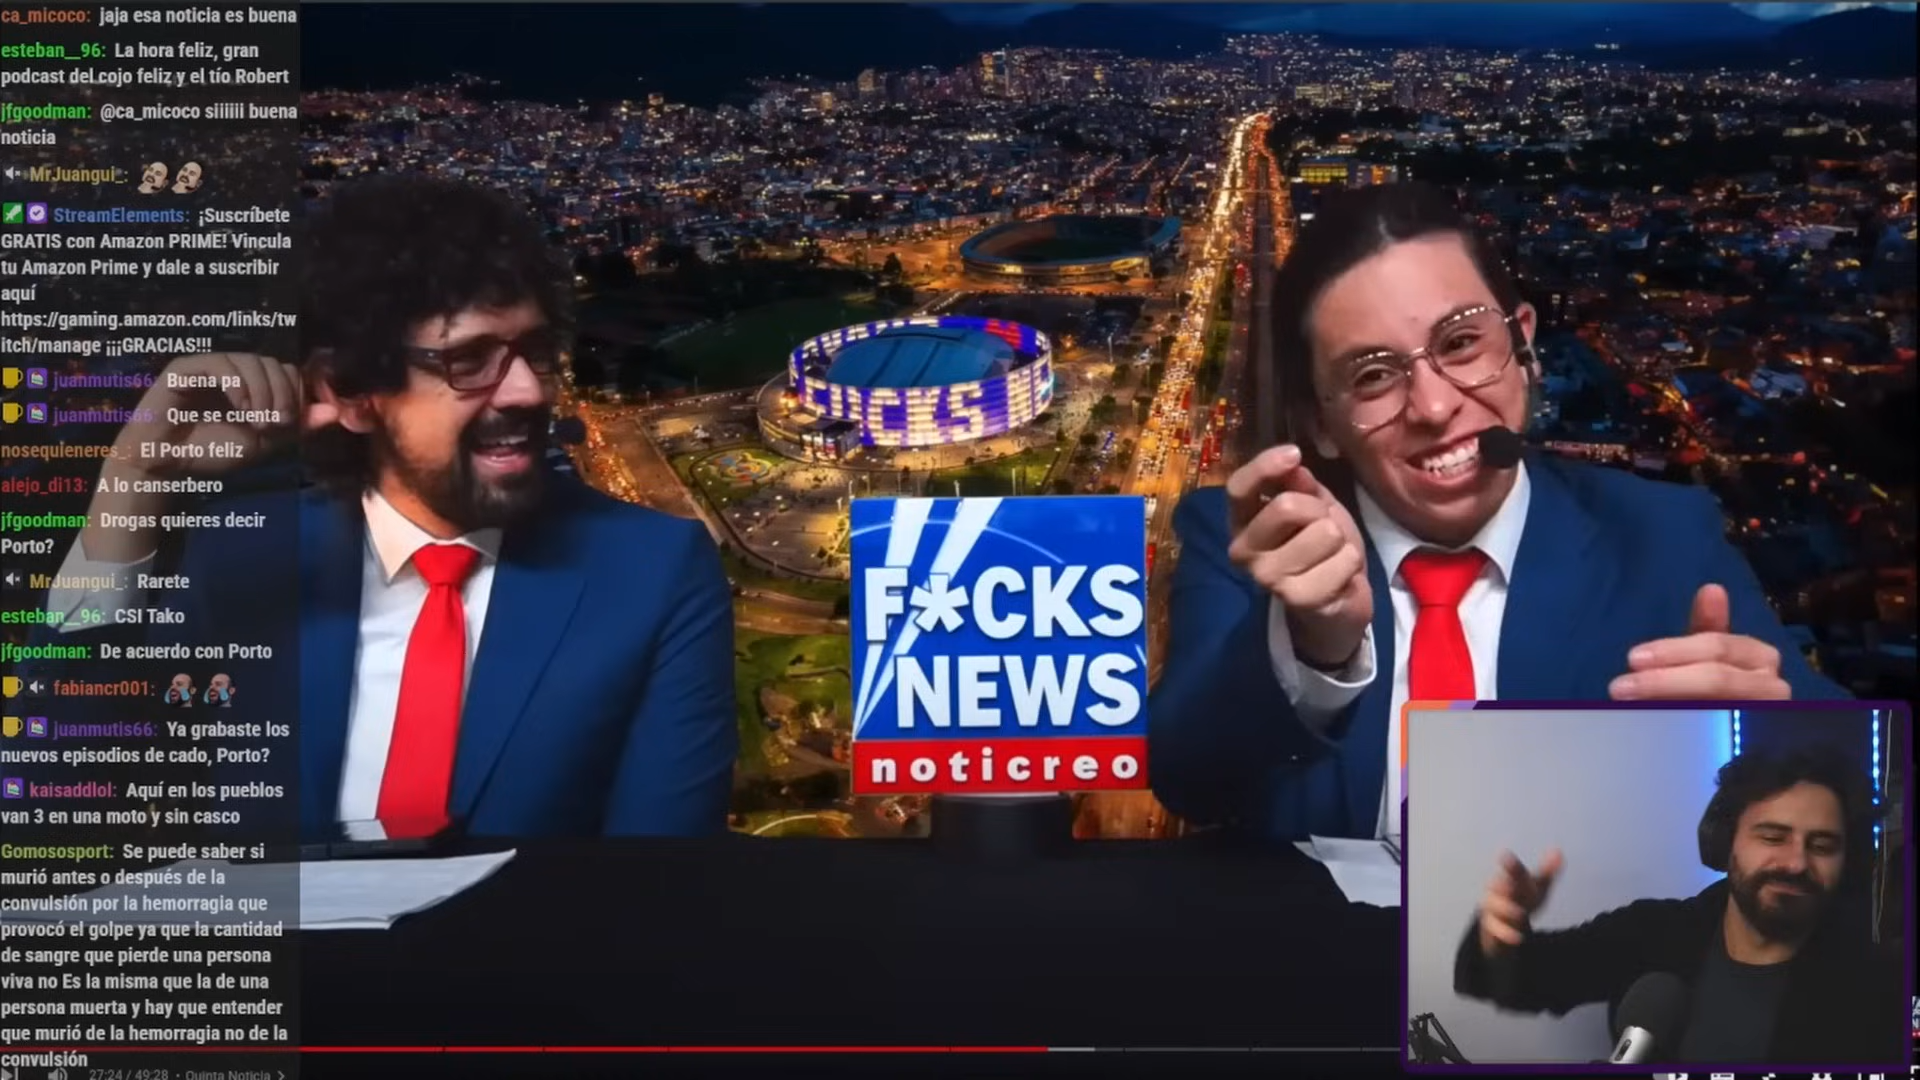 ca_micoco: jaja esa noticia es buena
esteban__96: La hora feliz, gran
podcast del cojo feliz y el tío Robert
jfgoodman: @ca_micoco siiiiii buena
noticia
MrJuangui_:
StreamElements: ¡Suscríbete
GRATIS con Amazon PRIME! Vincula
tu Amazon Prime y dale a suscribir
aquí
https://gaming.amazon.com/links/tw
itch/manage ¡¡¡GRACIAS!!!
juanmutis66: Buena pa
juanmutis66: Que se cuenta
nosequieneres_: El Porto feliz
alejo_di13: A lo canserbero
jfgoodman: Drogas quieres decir
Porto?
MrJuangui_: Rarete
esteban__96: CSI Tako
jfgoodman: De acuerdo con Porto
fabiancr001:
juanmutis66: Ya grabaste los
nuevos episodios de cado, Porto?
kaisaddlol: Aquí en los pueblos
van 3 en una moto y sin casco
Gomososport: Se puede saber si
murió antes o después de la
convulsión por la hemorragia que
provocó el golpe ya que la cantidad
de sangre que pierde una persona
viva no Es la misma que la de una
persona muerta y hay que entender
que murió de la hemorragia no de la
convulsión
27:24 / 49:28 • Quinta Noticia
F*CKS
NEWS
noticreo